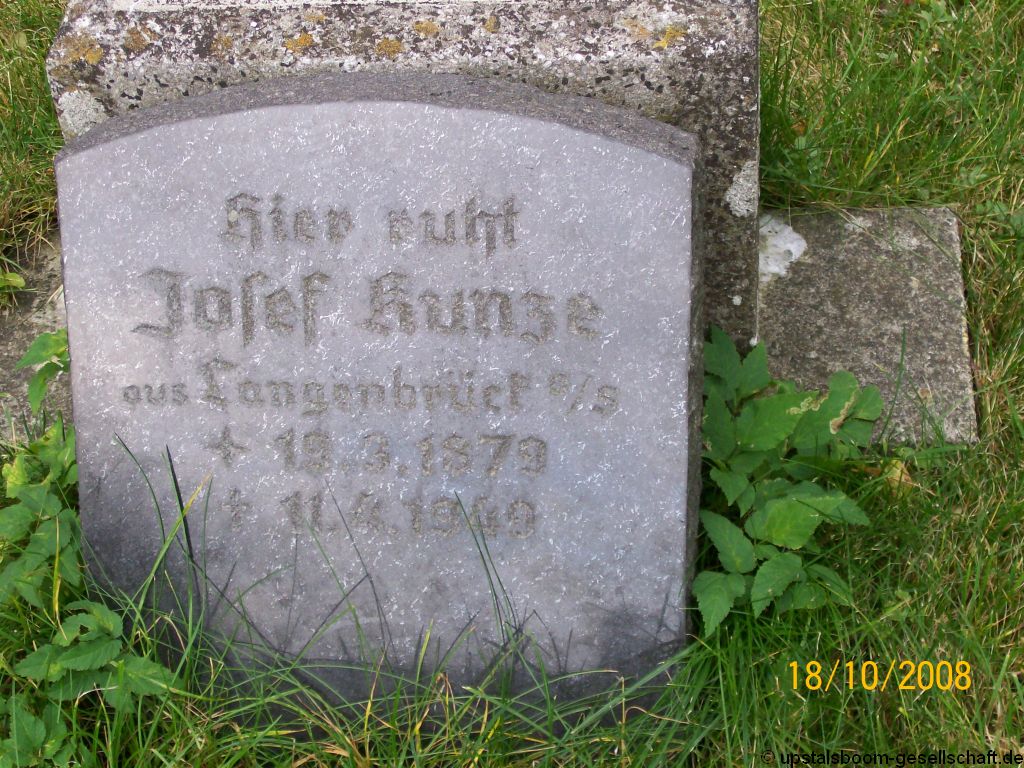 Hier ruht
Josef Kunze
aus Langenbrück o/s
+ 19.3.1879
† 11.4.1949
18/10/2008
© upstalsboom-gesellschaft.de